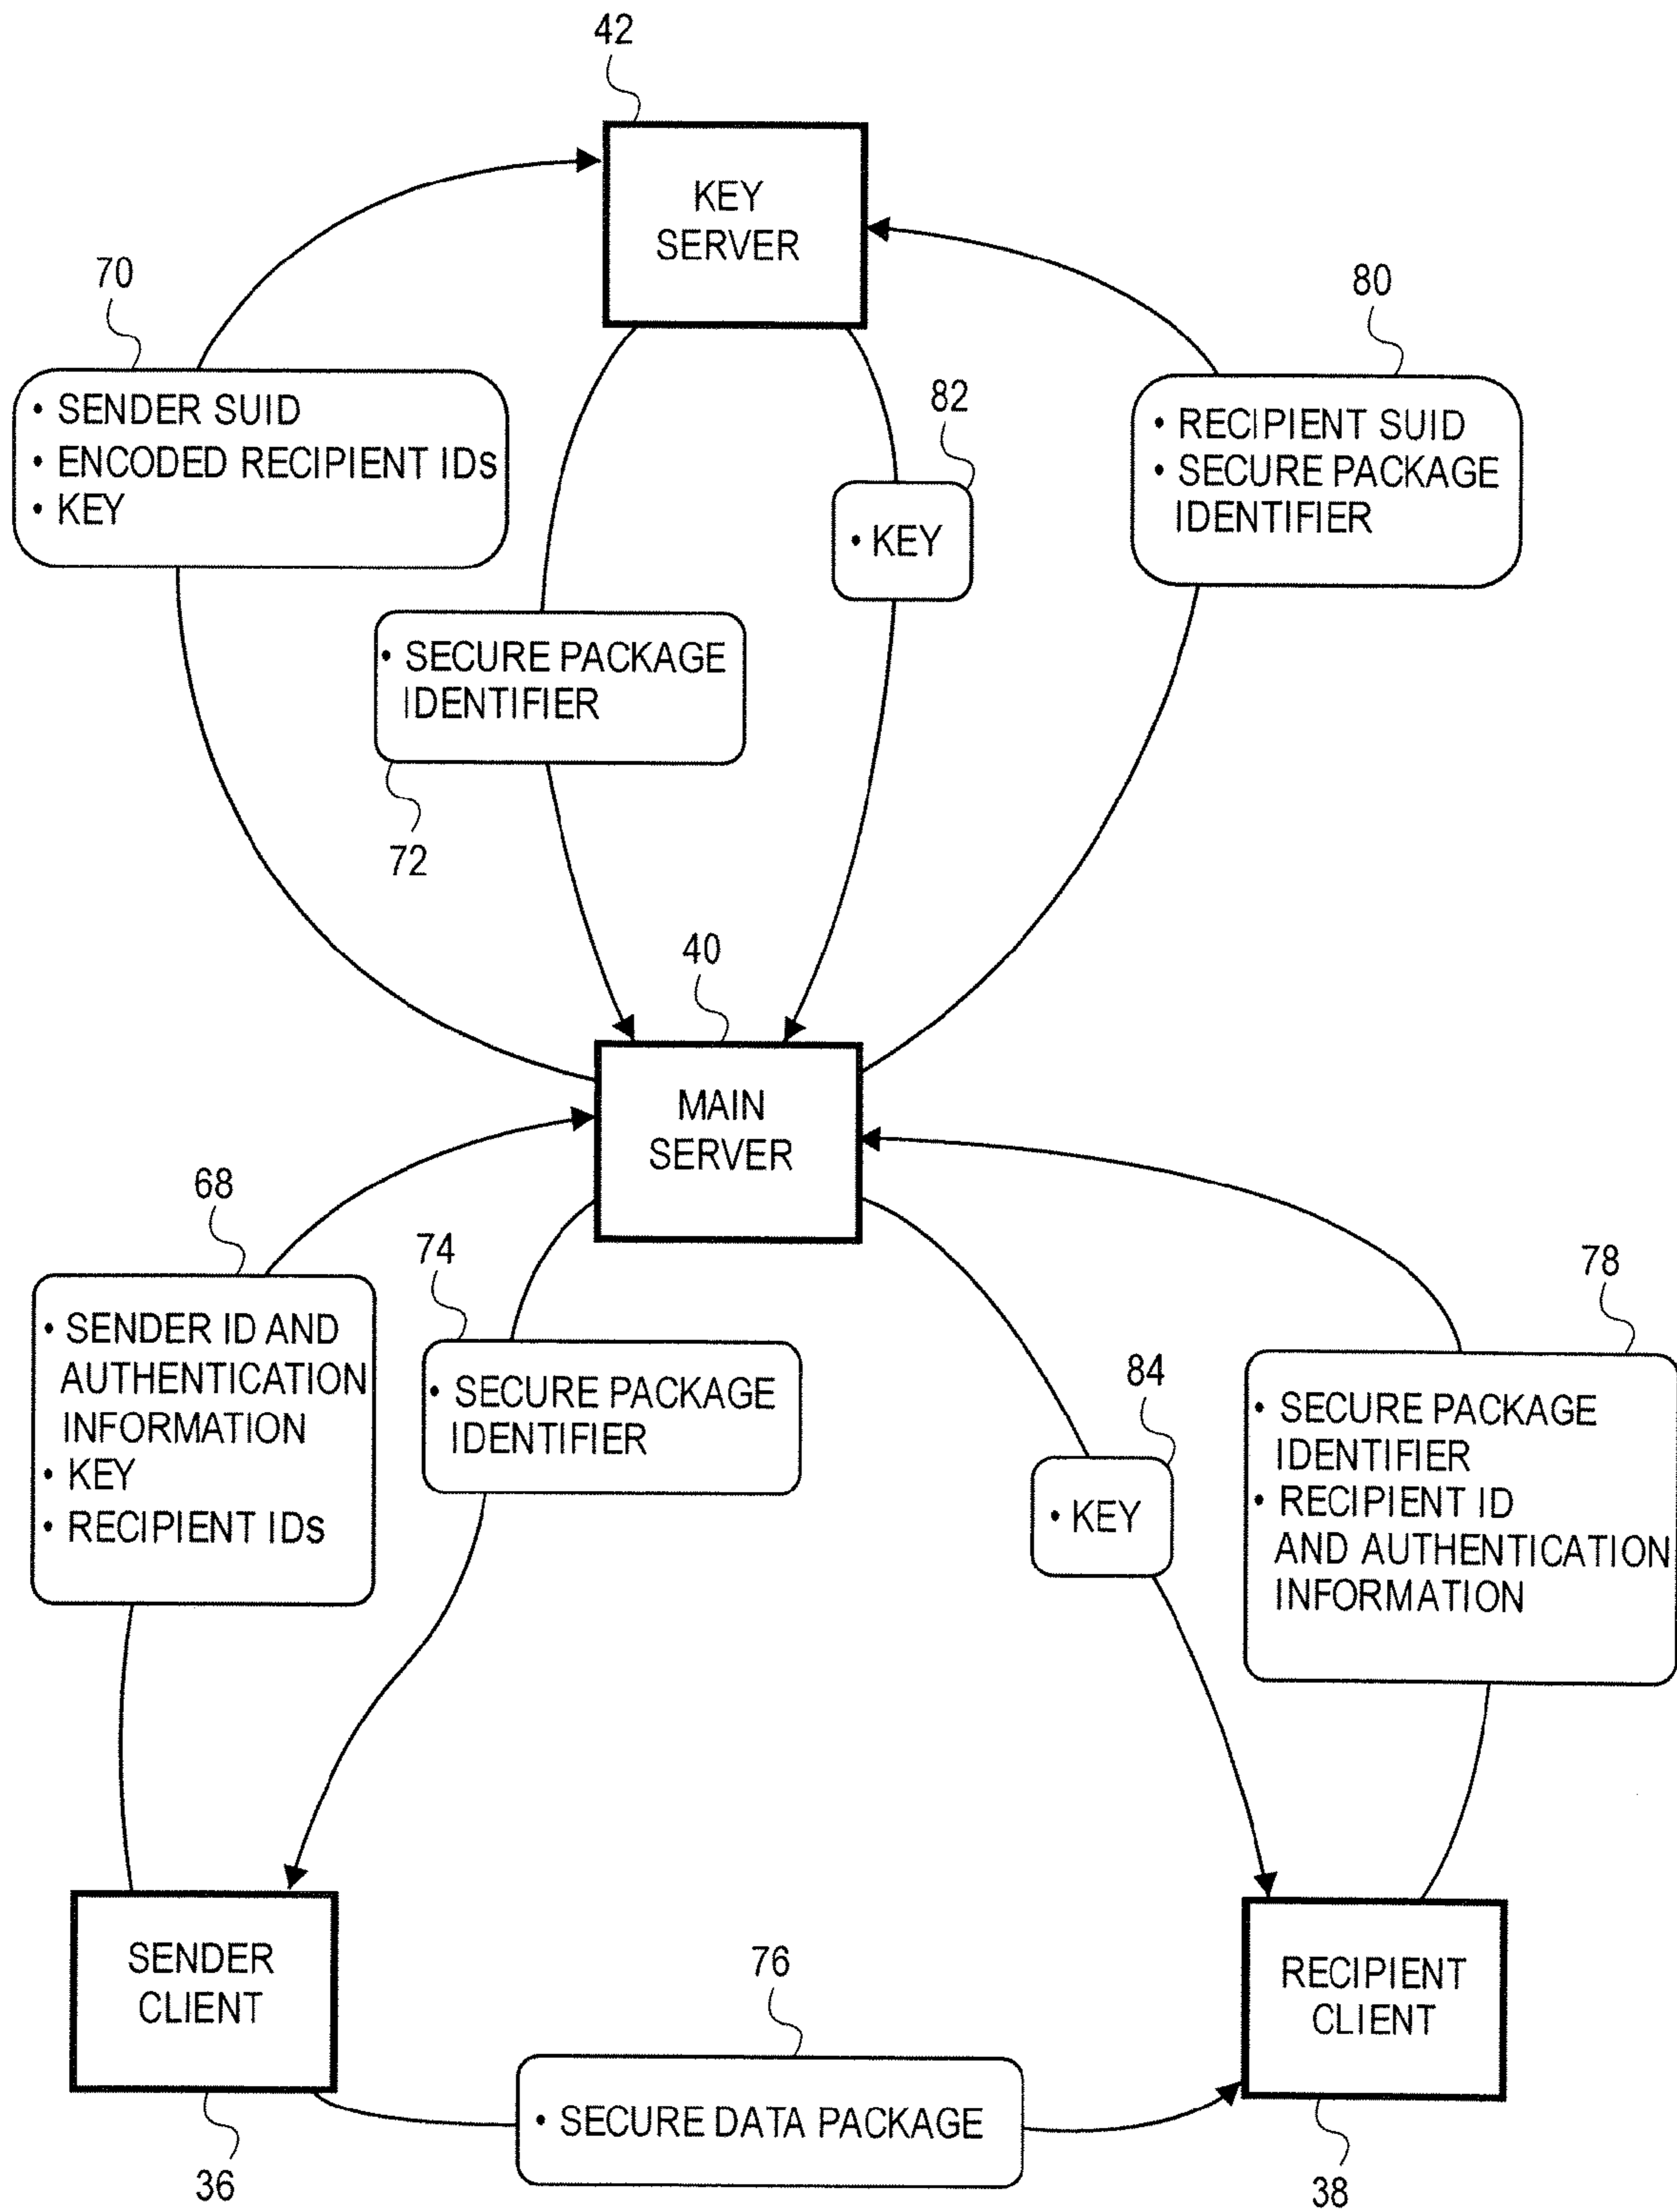 42
KEY
SERVER
70
• SENDER SUID
• ENCODED RECIPIENT IDs
• KEY
80
• RECIPIENT SUID
• SECURE PACKAGE
IDENTIFIER
82
• KEY
• SECURE PACKAGE
IDENTIFIER
72
40
MAIN
SERVER
68
• SENDER ID AND
AUTHENTICATION
INFORMATION
• KEY
• RECIPIENT IDs
74
• SECURE PACKAGE
IDENTIFIER
84
• KEY
78
• SECURE PACKAGE
IDENTIFIER
• RECIPIENT ID
AND AUTHENTICATION
INFORMATION
SENDER
CLIENT
36
76
• SECURE DATA PACKAGE
RECIPIENT
CLIENT
38